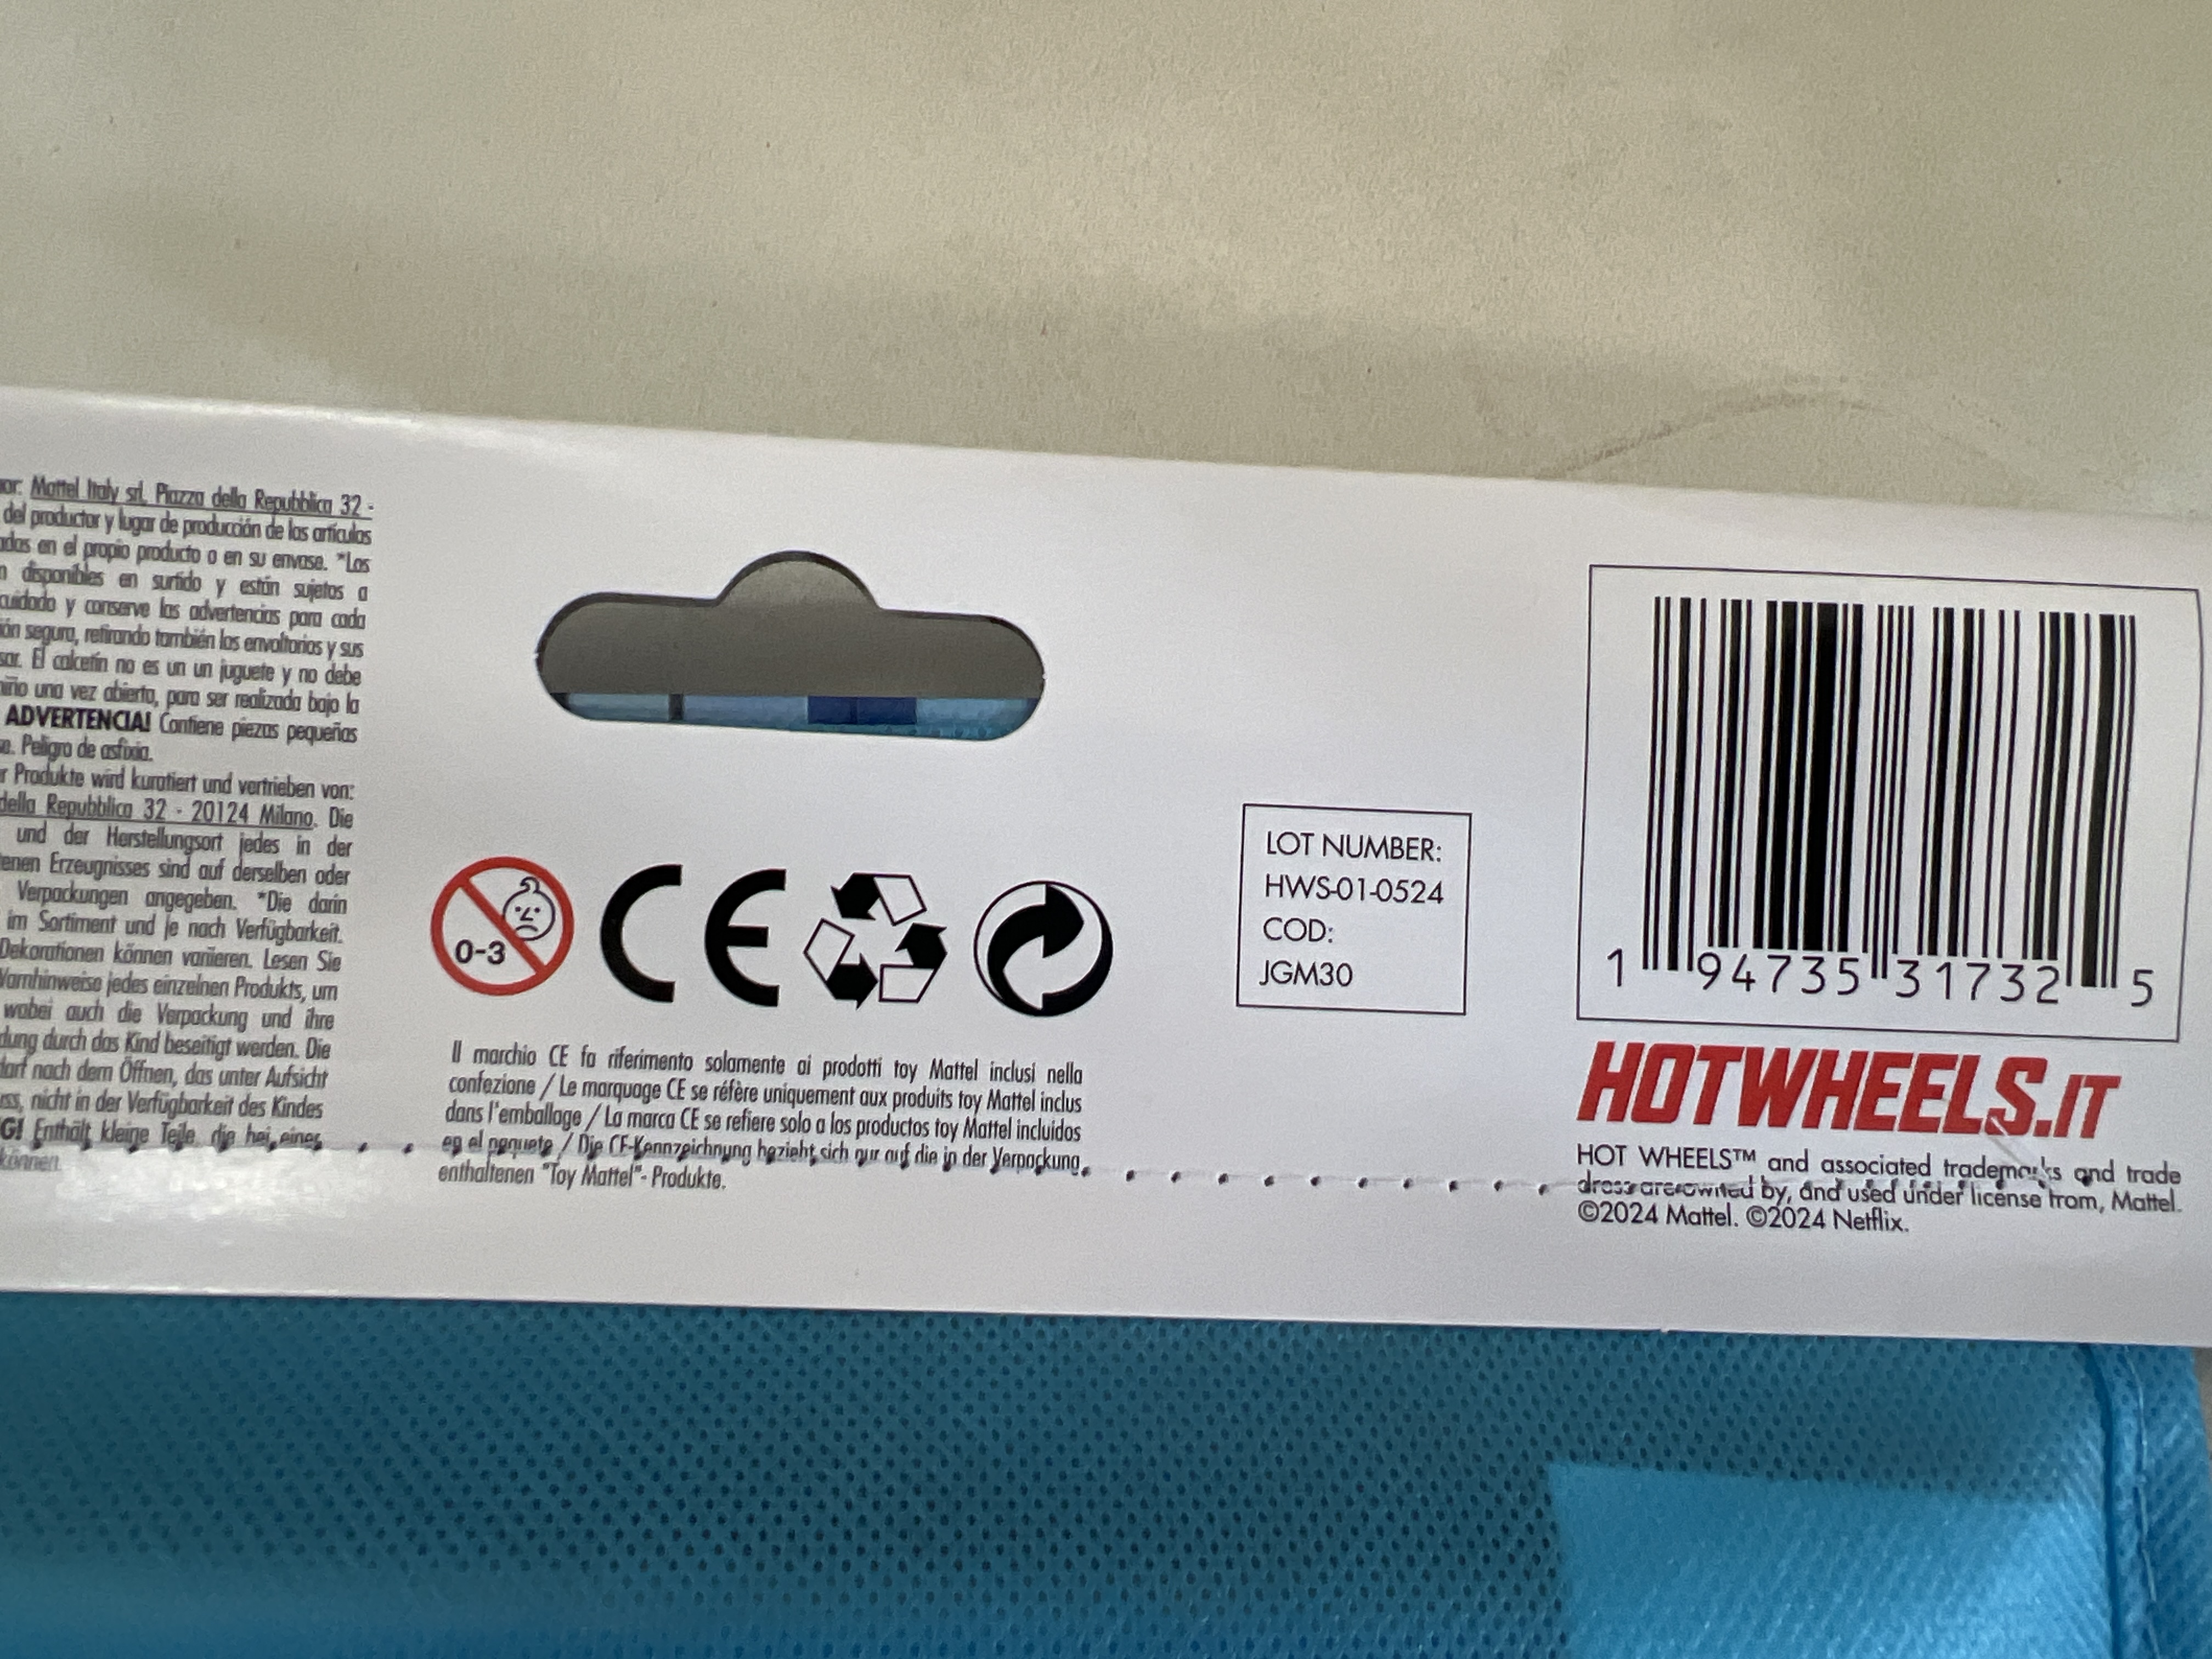 Mattel Italy srl, Piazza della Repubblica 32 -
del productor y lugar de producción de los artículos
en el propio producto o en su envase. *Los
disponibles en surtido y están sujetos a
cuidado y conserve las advertencias para cada
segura, retirando también los envoltorios y sus
El calcetín no es un un juguete y no debe
niño una vez abierto, para ser realizada bajo la
ADVERTENCIA! Contiene piezas pequeñas
Peligro de asfixia.
Produkte wird kuratiert und vertrieben von:
della Repubblica 32 - 20124 Milano. Die
und der Herstellungsort jedes in der
Erzeugnisses sind auf derselben oder
Verpackungen angegeben. *Die darin
im Sortiment und je nach Verfügbarkeit.
Dekorationen können variieren. Lesen Sie
Warnhinweise jedes einzelnen Produkts, um
wobei auch die Verpackung und ihre
durch das Kind beseitigt werden. Die
darf nach dem Öffnen, das unter Aufsicht
nicht in der Verfügbarkeit des Kindes
G! Enthält kleine Teile, die bei eines
können.
0-3
CE
Il marchio CE fa riferimento solamente ai prodotti toy Mattel inclusi nella
confezione / Le marquage CE se réfère uniquement aux produits toy Mattel inclus
dans l'emballage / La marca CE se refiere solo a los productos toy Mattel incluidos
en el paquete / Die CE-Kennzeichnung bezieht sich nur auf die in der Verpackung
enthaltenen "Toy Mattel"- Produkte.
LOT NUMBER:
HWS-01-0524
COD:
JGM30
1 94735 31732 5
HOTWHEELS.IT
HOT WHEELS™ and associated trademarks and trade
dress are owned by, and used under license from, Mattel.
©2024 Mattel. ©2024 Netflix.